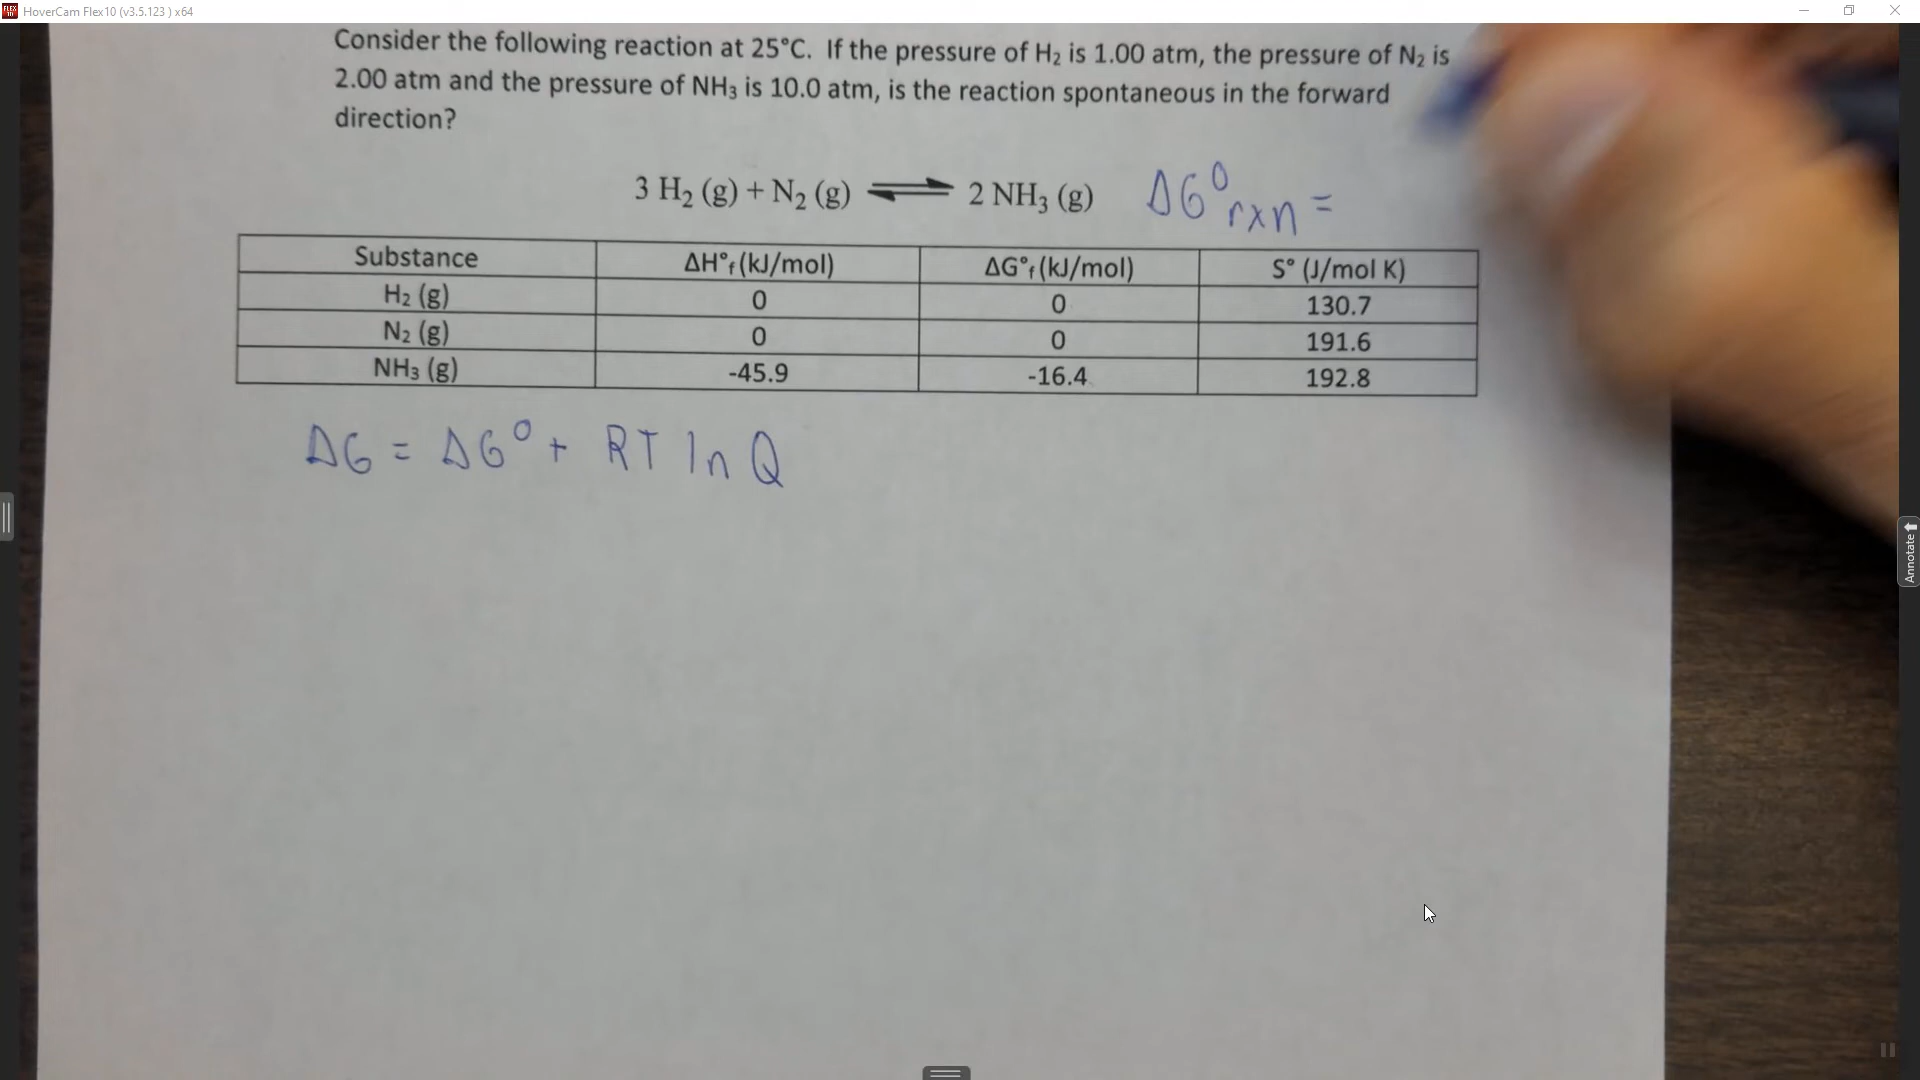 HoverCam Flex10 (v3.5.123 ) x64
Consider the following reaction at 25°C. If the pressure of H₂ is 1.00 atm, the pressure of N₂ is
2.00 atm and the pressure of NH₃ is 10.0 atm, is the reaction spontaneous in the forward
direction?
3 H₂ (g) + N₂ (g) ⇌ 2 NH₃ (g) ΔG°rxn =
Substance ΔH°f (kJ/mol) ΔG°f (kJ/mol) S° (J/mol K)
H₂ (g) 0 0 130.7
N₂ (g) 0 0 191.6
NH₃ (g) -45.9 -16.4 192.8
ΔG = ΔG° + RT ln Q
Annotate